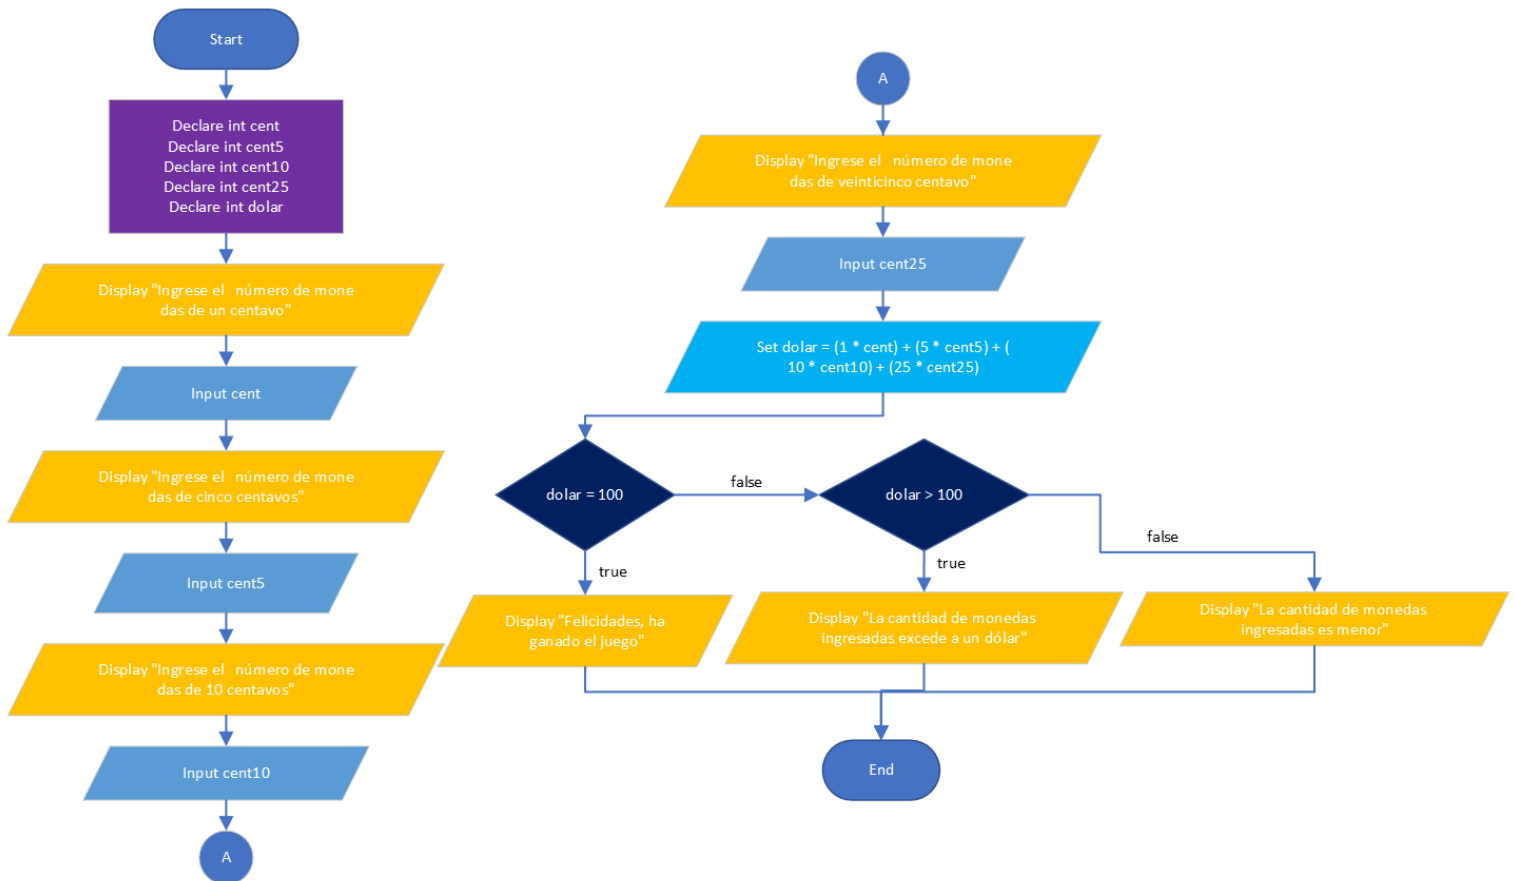 Start
Declare int cent
Declare int cent5
Declare int cent10
Declare int cent25
Declare int dolar
Display "Ingrese el   número de mone
das de un centavo"
Input cent
Display "Ingrese el   número de mone
das de cinco centavos"
Input cent5
Display "Ingrese el   número de mone
das de 10 centavos"
Input cent10
A
A
Display "Ingrese el   número de mone
das de veinticinco centavo"
Input cent25
Set dolar = (1 * cent) + (5 * cent5) + (
10 * cent10) + (25 * cent25)
dolar = 100
false
dolar > 100
false
true
true
Display "Felicidades, ha
ganado el juego"
Display "La cantidad de monedas
ingresadas excede a un dólar"
Display "La cantidad de monedas
ingresadas es menor"
End